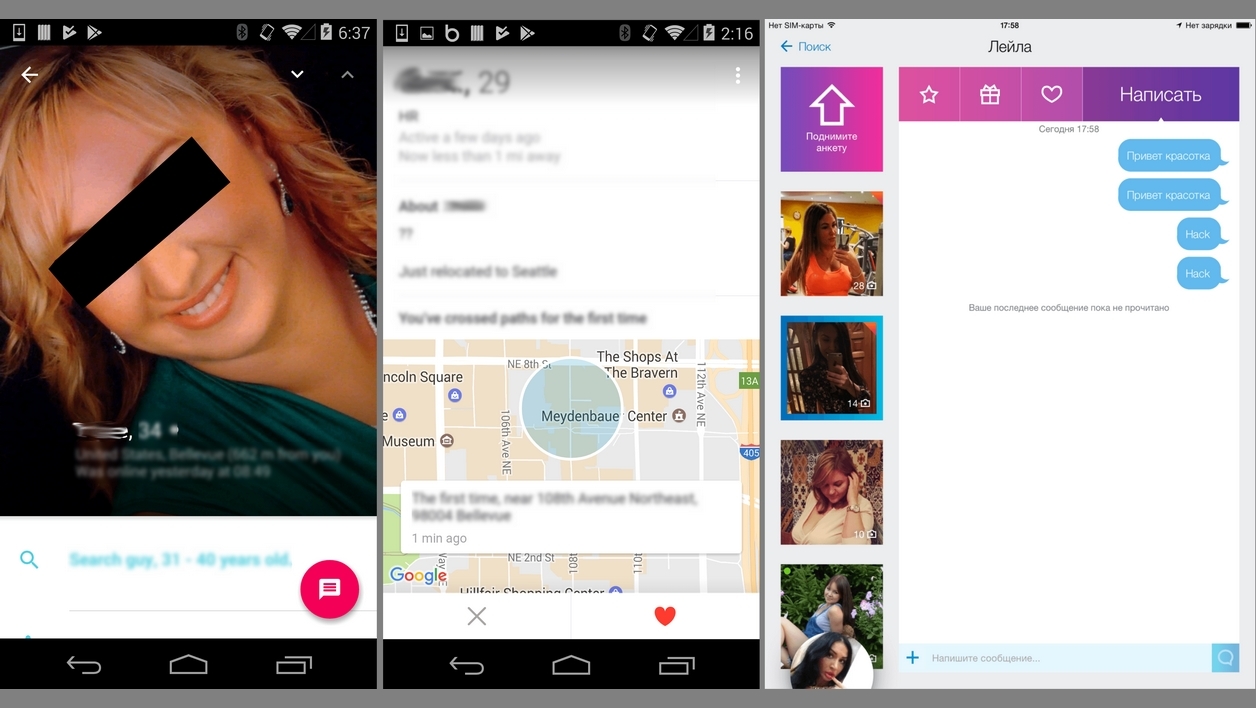 6:37
, 34
United States, Bellevue (662 m from you)
Was online yesterday at 08:49
Search guy, 31 - 40 years old.
2:16
, 29
HR
Active a few days ago
Now less than 1 mi away
About
??
Just relocated to Seattle
You've crossed paths for the first time
NE 8th St
The Shops At
The Bravern
ncoln Square
112th Ave NE
13A
e
Meydenbauer Center
106th Ave NE
Museum
405
The first time, near 108th Avenue Northeast,
98004 Bellevue
1 min ago
NE 2nd St
108th
110t
Google
Hillfair Shopping Center
Нет SIM-карты
17:58
Нет зарядки
Поиск
Лейла
Поднимите
анкету
Написать
Сегодня 17:58
Привет красотка
Привет красотка
Hack
Hack
Ваше последнее сообщение пока не прочитано
28
14
10
Напишите сообщение...